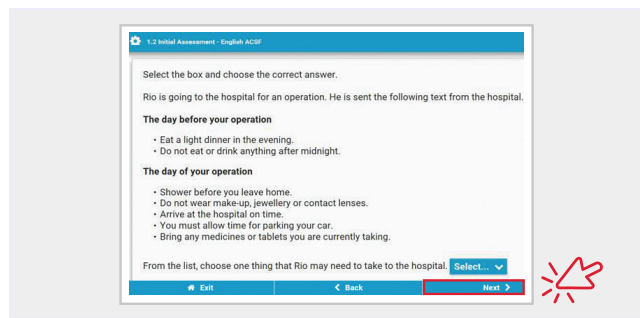 1.2 Initial Assessment - English ACSF
Select the box and choose the correct answer.
Rio is going to the hospital for an operation. He is sent the following text from the hospital.
The day before your operation
• Eat a light dinner in the evening.
• Do not eat or drink anything after midnight.
The day of your operation
• Shower before you leave home.
• Do not wear make-up, jewellery or contact lenses.
• Arrive at the hospital on time.
• You must allow time for parking your car.
• Bring any medicines or tablets you are currently taking.
From the list, choose one thing that Rio may need to take to the hospital. Select...
Exit Back Next